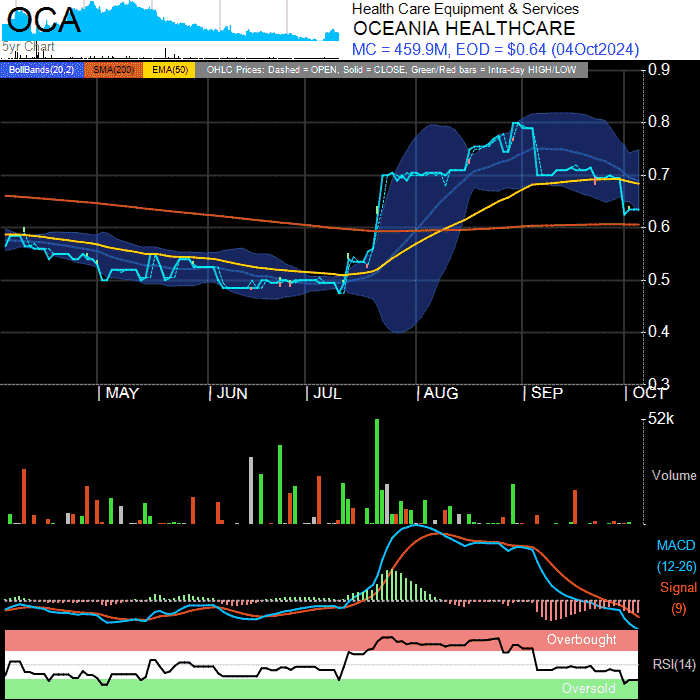 OCA
5yr Chart
Health Care Equipment & Services
OCEANIA HEALTHCARE
MC = 459.9M, EOD = $0.64 (04Oct2024)
BollBands(20,2) SMA(200) EMA(50) OHLC Prices: Dashed = OPEN, Solid = CLOSE, Green/Red bars = Intra-day HIGH/LOW
0.9
0.8
0.7
0.6
0.5
0.4
0.3
MAY JUN JUL AUG SEP OCT
52k
Volume
MACD
(12-26)
Signal
(9)
Overbought
RSI(14)
Oversold